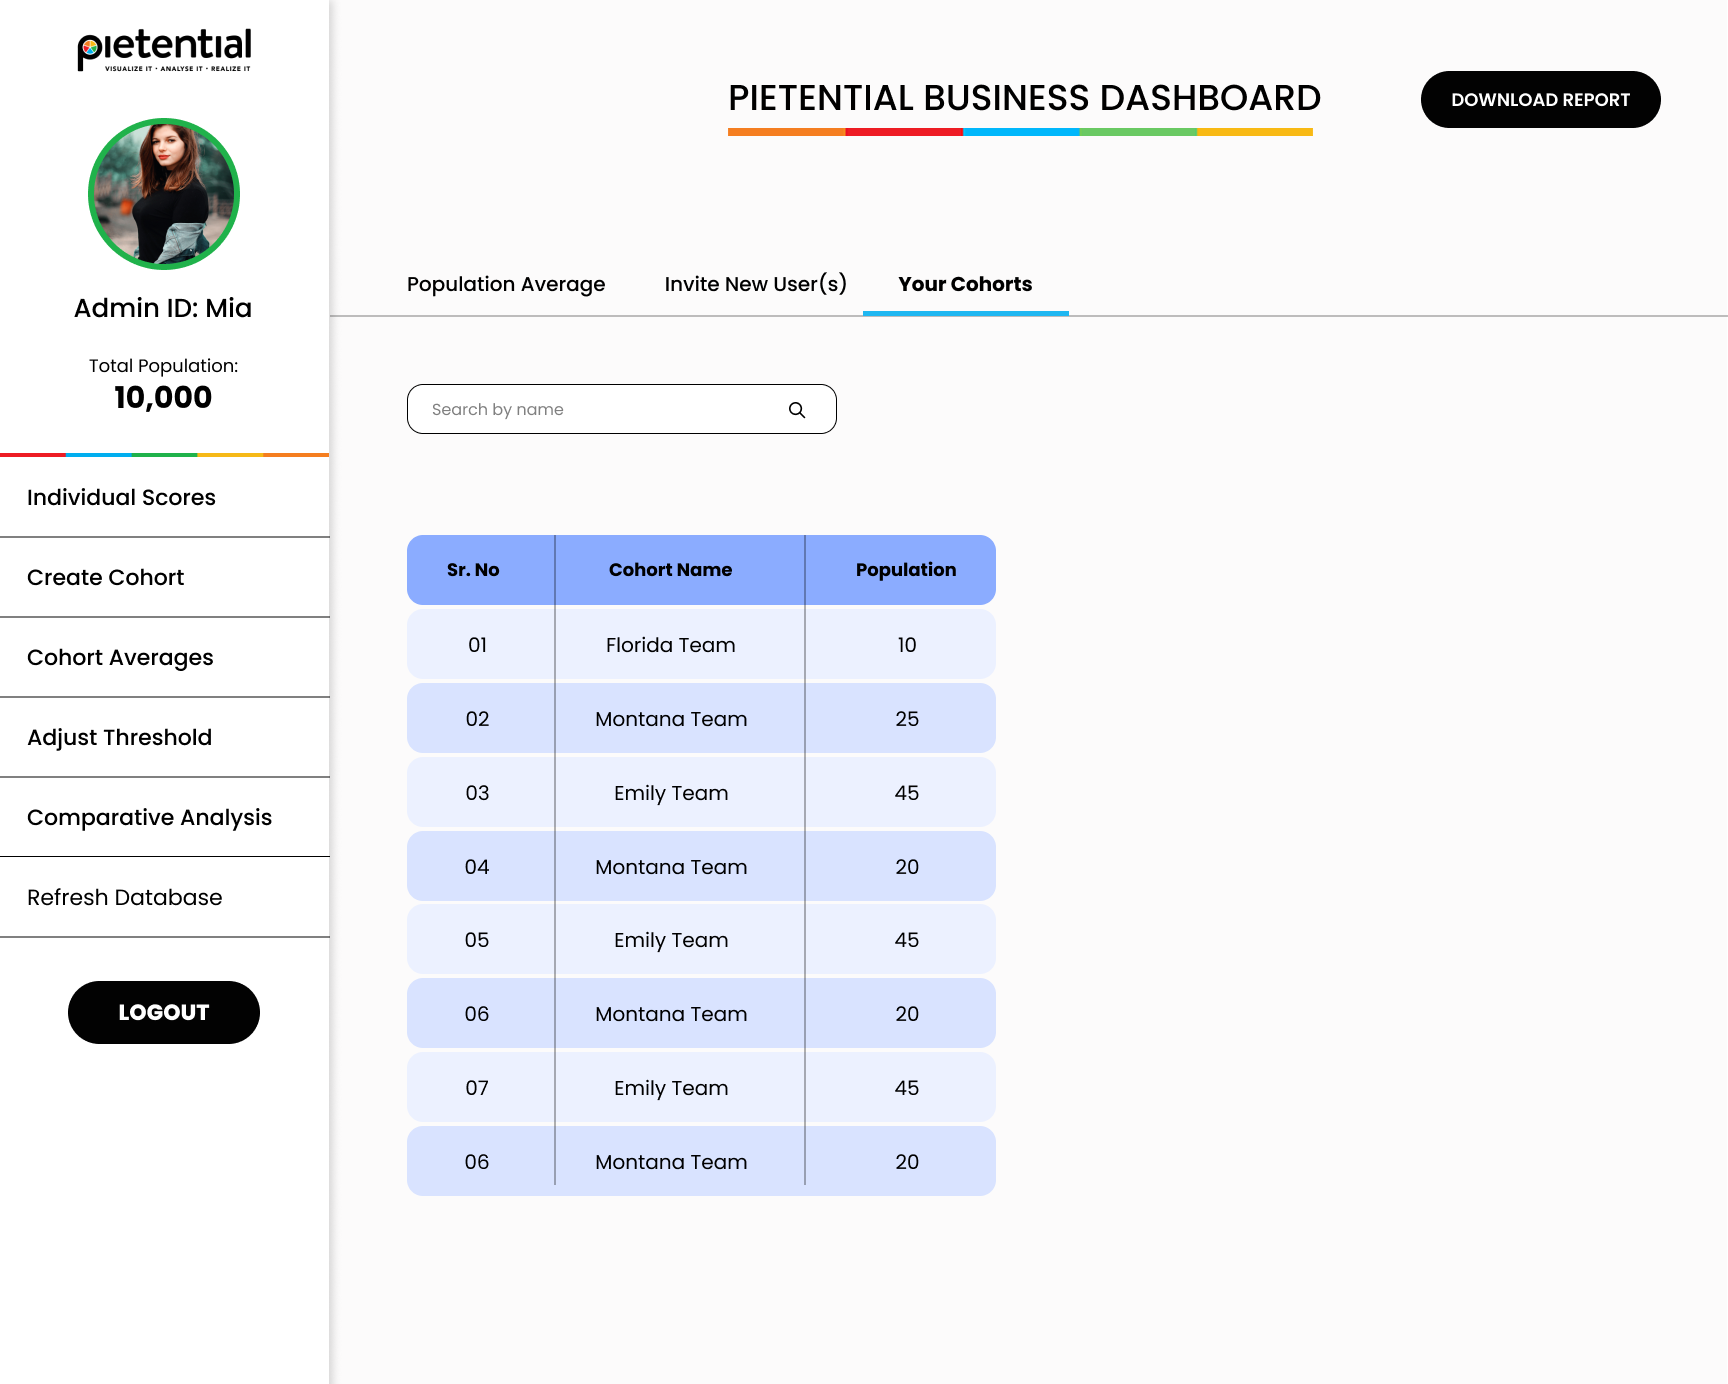 pietential
VISUALIZE IT • ANALYSE IT • REALIZE IT
Admin ID: Mia
Total Population:
10,000
Individual Scores
Create Cohort
Cohort Averages
Adjust Threshold
Comparative Analysis
Refresh Database
LOGOUT
PIETENTIAL BUSINESS DASHBOARD
DOWNLOAD REPORT
Population Average Invite New User(s) Your Cohorts
Search by name
Sr. No Cohort Name Population
01 Florida Team 10
02 Montana Team 25
03 Emily Team 45
04 Montana Team 20
05 Emily Team 45
06 Montana Team 20
07 Emily Team 45
06 Montana Team 20